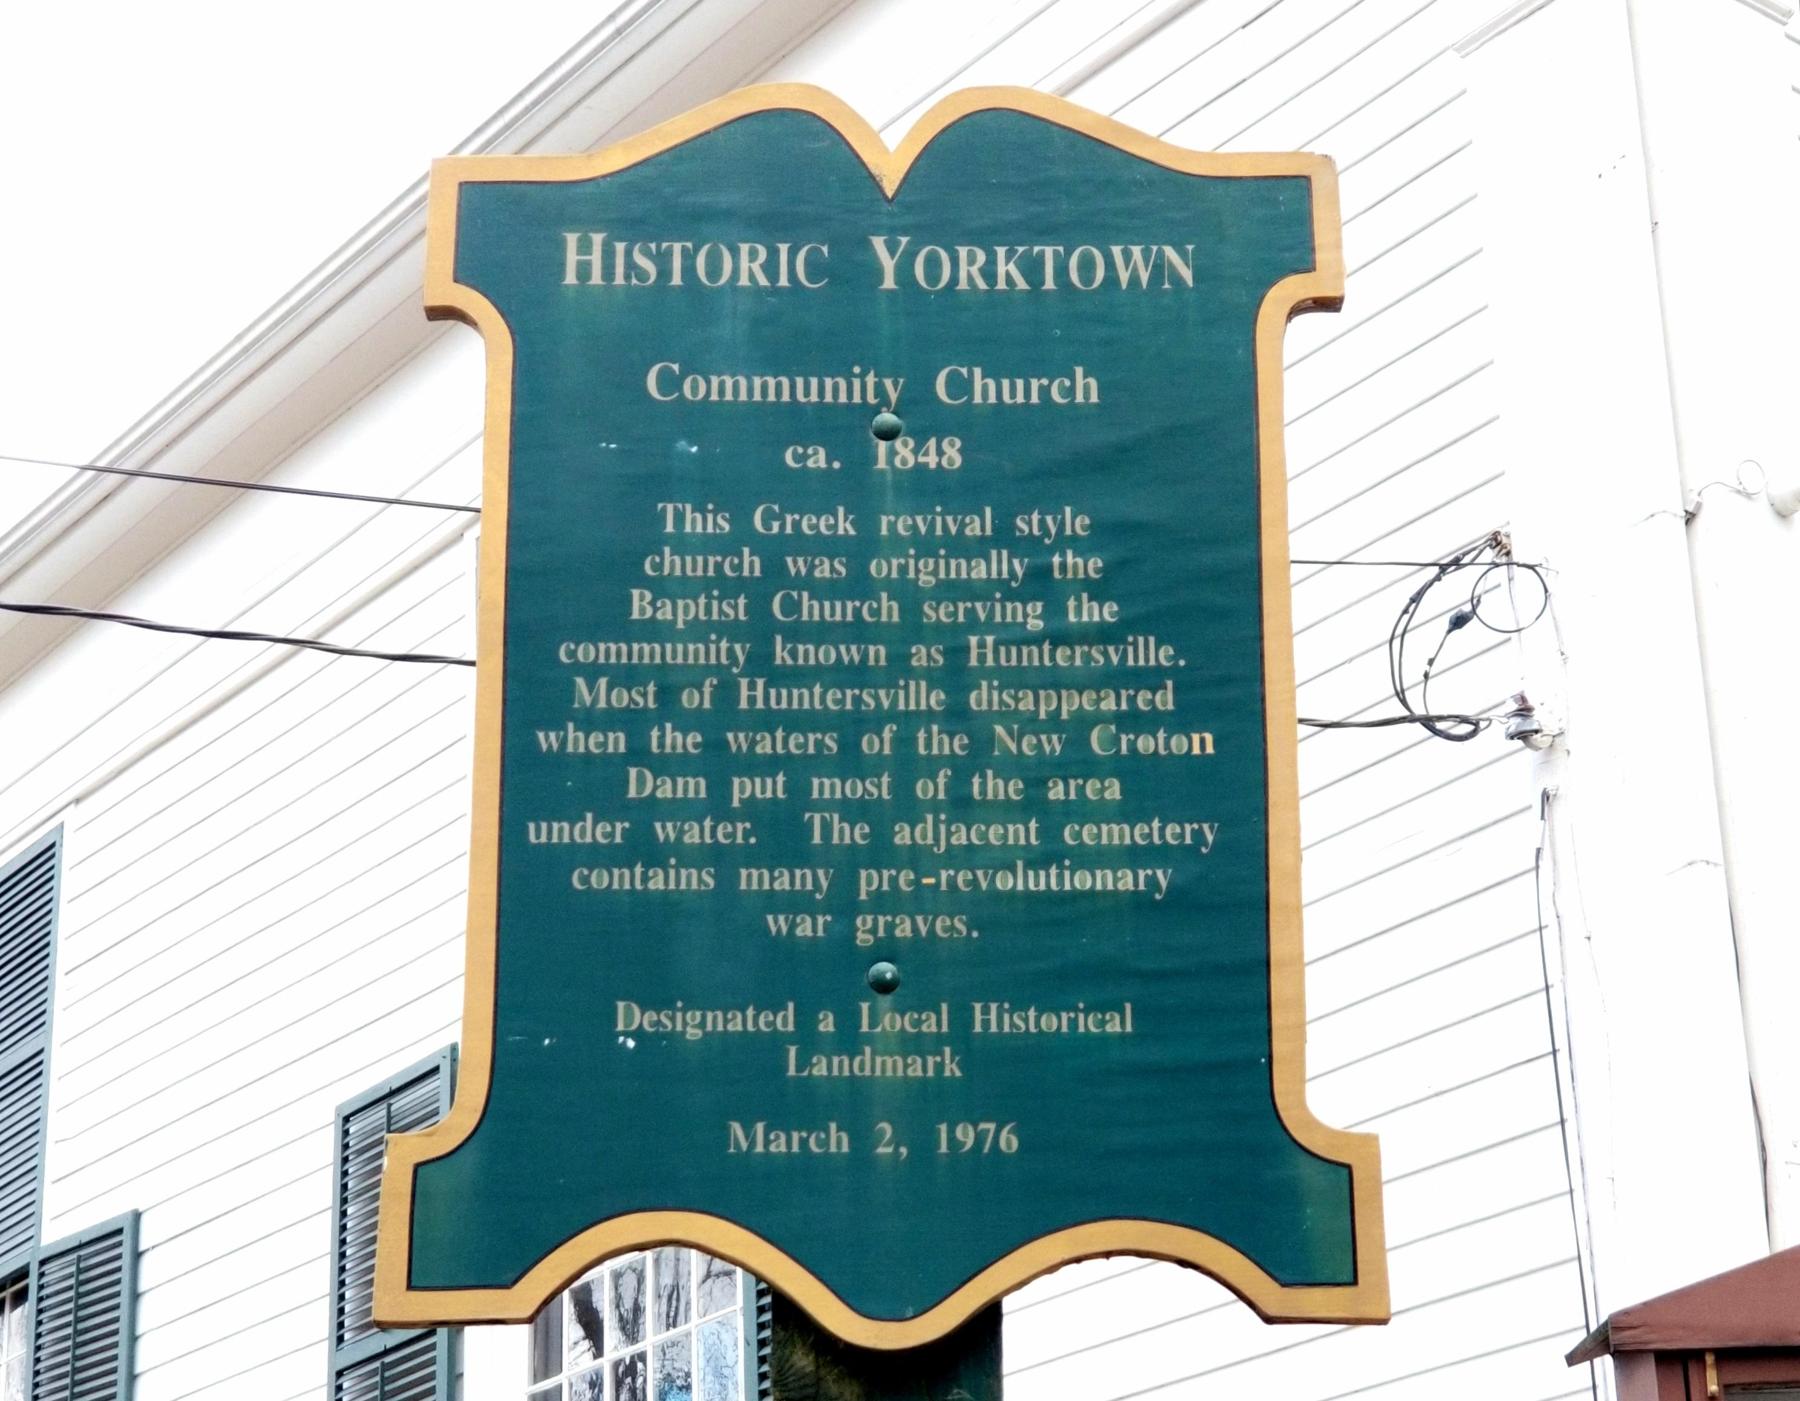 HISTORIC YORKTOWN
Community Church
ca. 1848
This Greek revival style
church was originally the
Baptist Church serving the
community known as Huntersville.
Most of Huntersville disappeared
when the waters of the New Croton
Dam put most of the area
under water. The adjacent cemetery
contains many pre-revolutionary
war graves.
Designated a Local Historical
Landmark
March 2, 1976